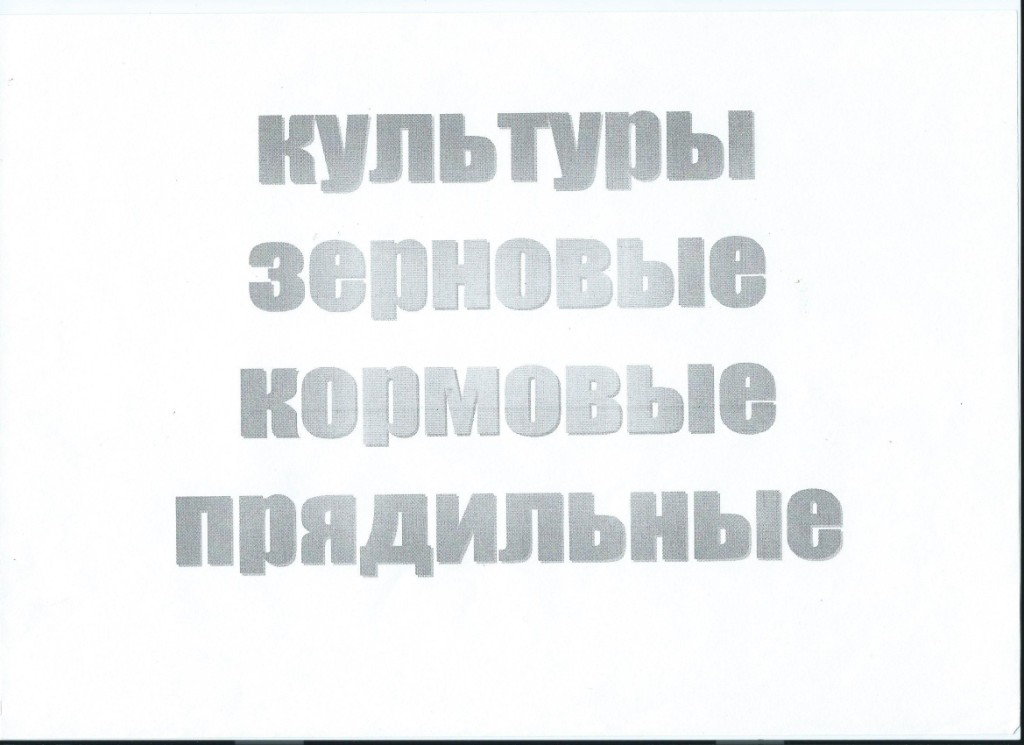 культуры
зерновые
кормовые
прядильные